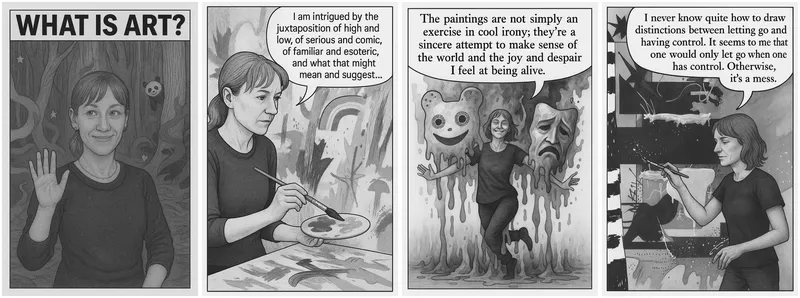 WHAT IS ART?
I am intrigued by the
juxtaposition of high and
low, of serious and comic,
of familiar and esoteric,
and what that might
mean and suggest...
The paintings are not simply an
exercise in cool irony; they're a
sincere attempt to make sense of
the world and the joy and despair
I feel at being alive.
I never know quite how to draw
distinctions between letting go and
having control. It seems to me that
one would only let go when one
has control. Otherwise,
it's a mess.